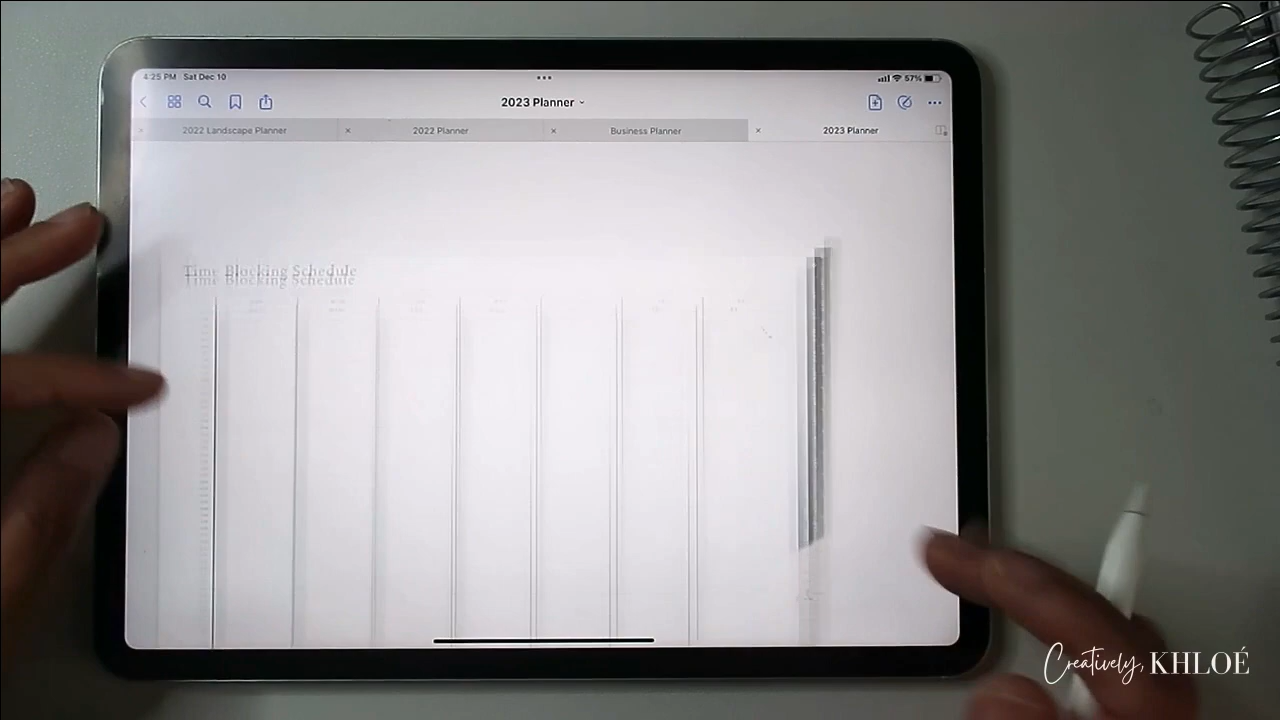 4:25 PM Sat Dec 10
57%
2023 Planner
2022 Landscape Planner
2022 Planner
Business Planner
2023 Planner
Time Blocking Schedule
Creatively, KHLOÉ